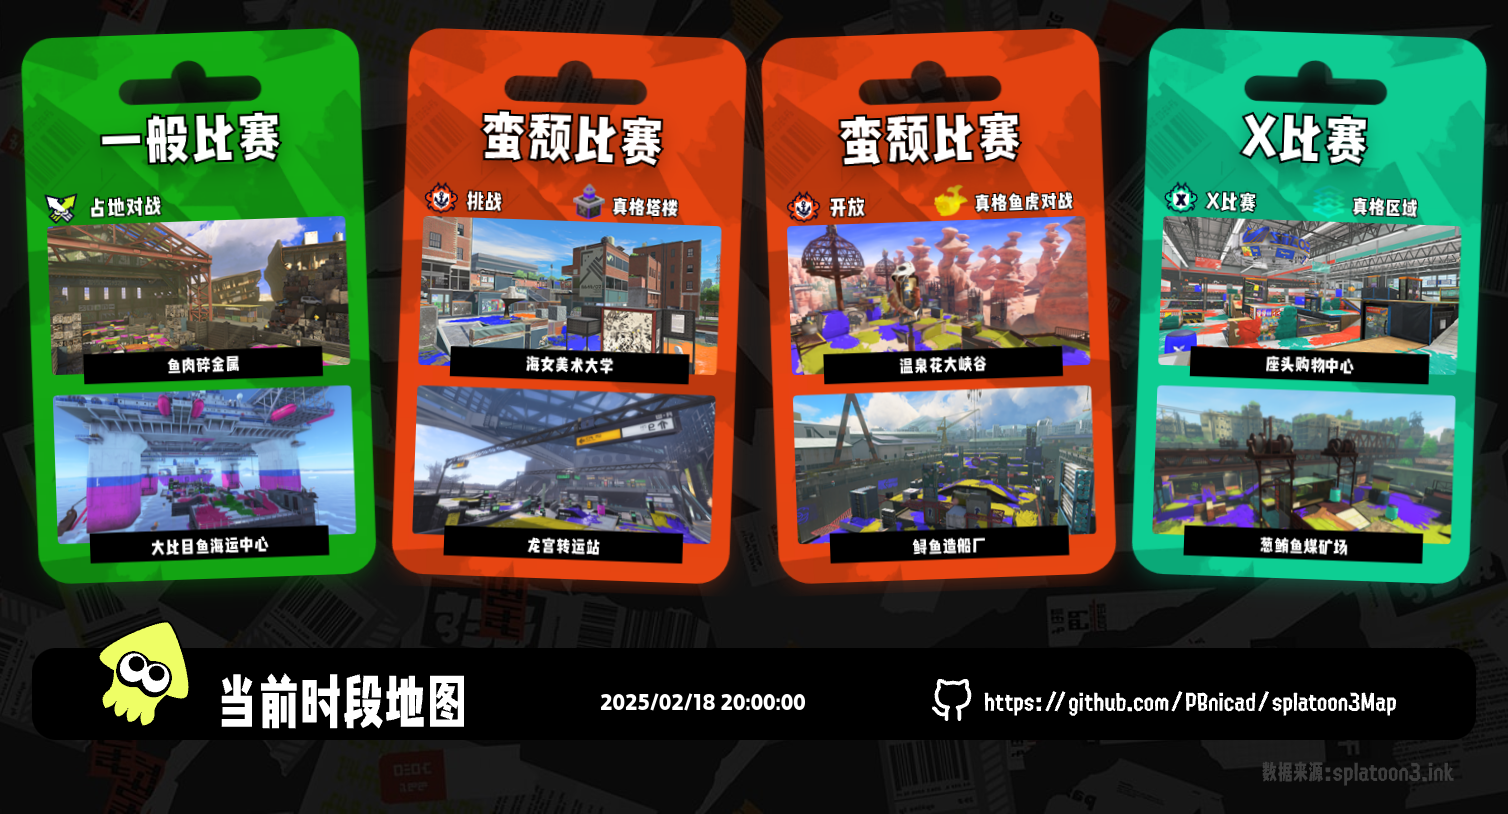 一般比赛
占地对战
鱼肉碎金属
大比目鱼海运中心
蛮颓比赛
挑战
真格塔楼
海女美术大学
龙宫转运站
蛮颓比赛
开放
真格鱼虎对战
温泉花大峡谷
鲟鱼造船厂
X比赛
X比赛
真格区域
座头购物中心
葱鲔鱼煤矿场
当前时段地图
2025/02/18 20:00:00
https://github.com/PBnicad/splatoon3Map
数据来源:splatoon3.ink